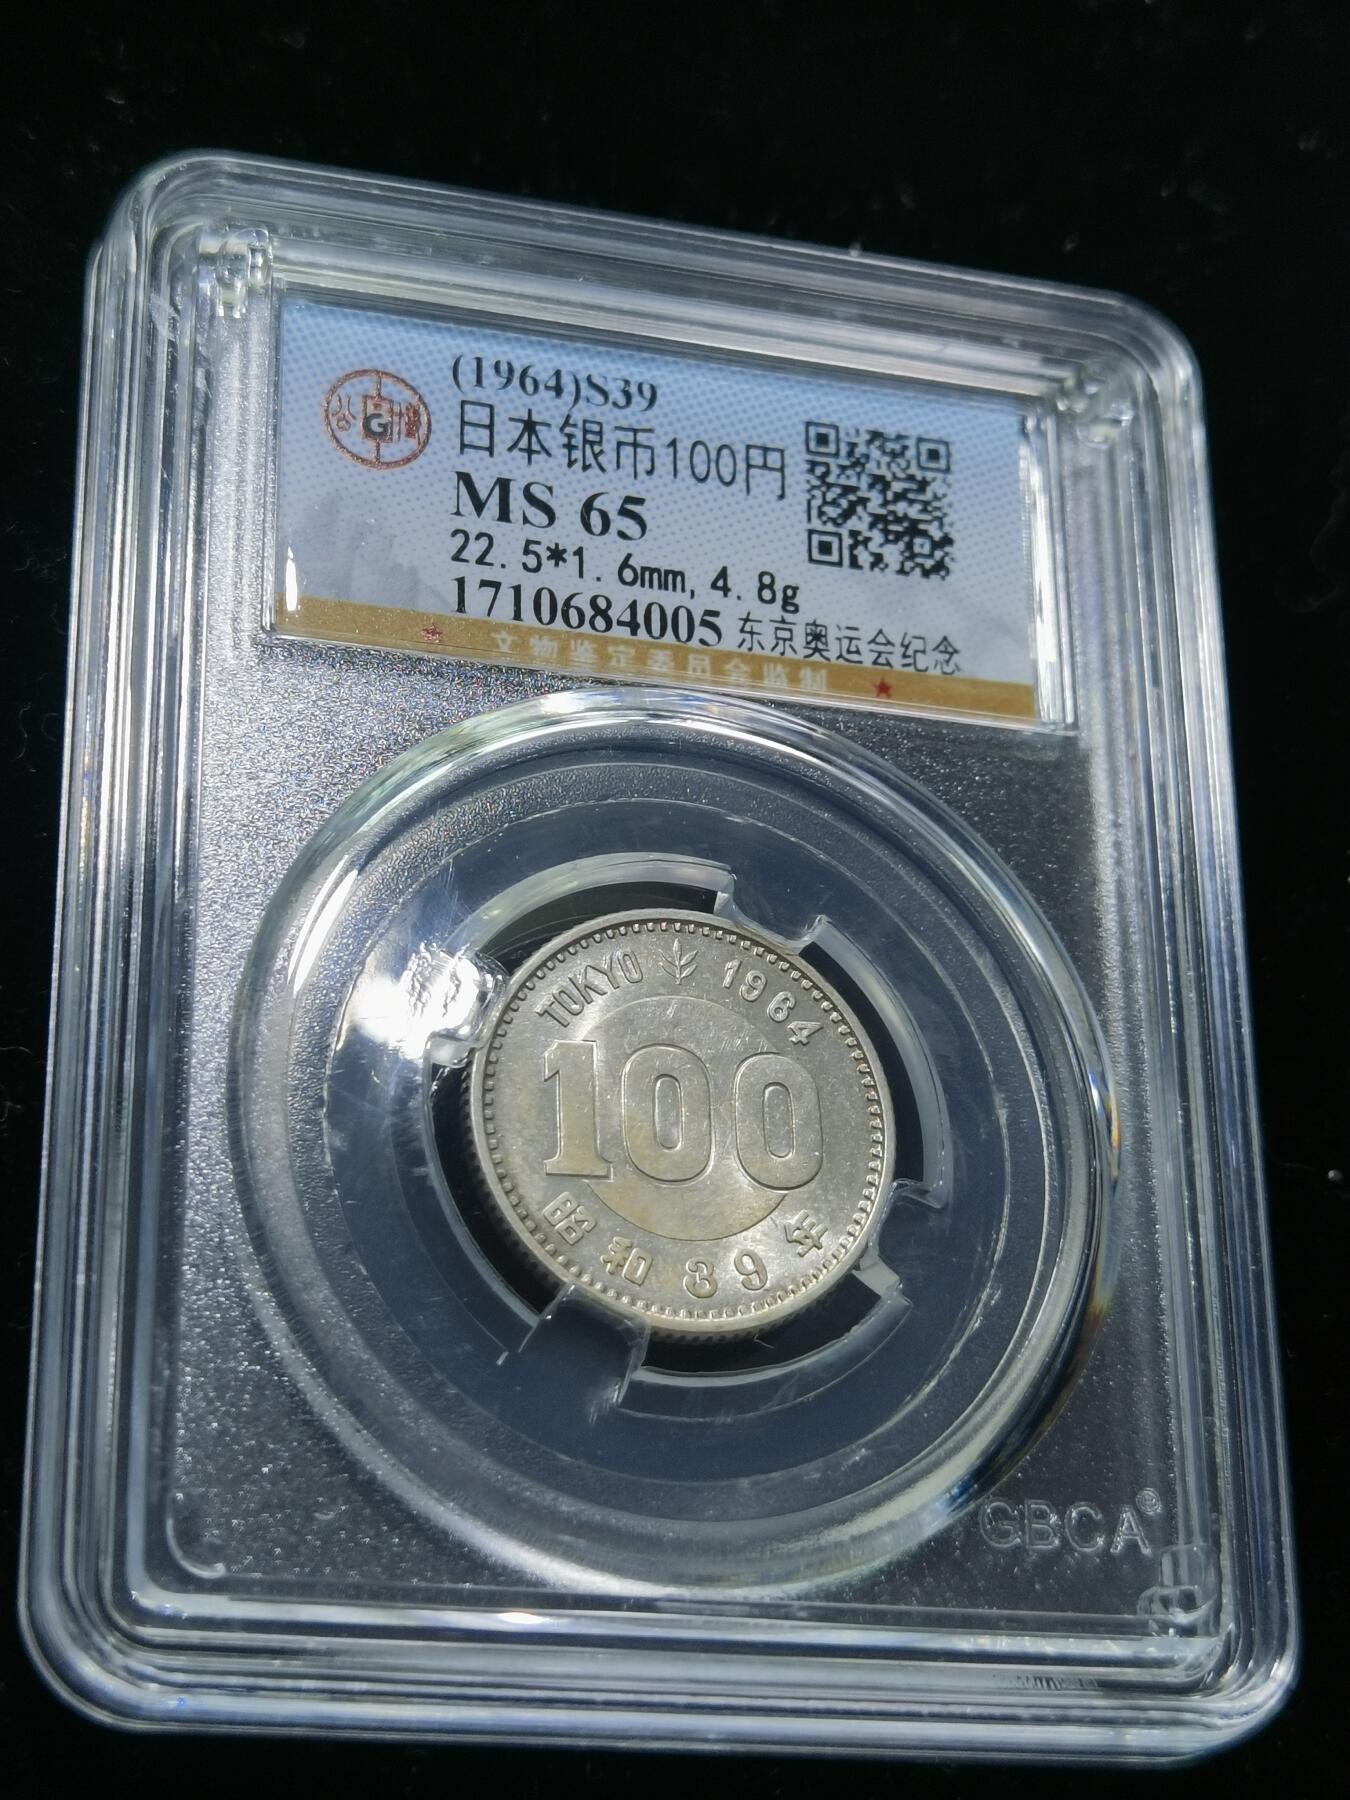 (1964)S39
日本银币100円
MS 65
22.5*1.6mm,4.8g
1710684005 东京奥运会纪念
公 G 博
文物鉴定委员会监制
TOKYO 1964
100
昭和39年
GBCA®